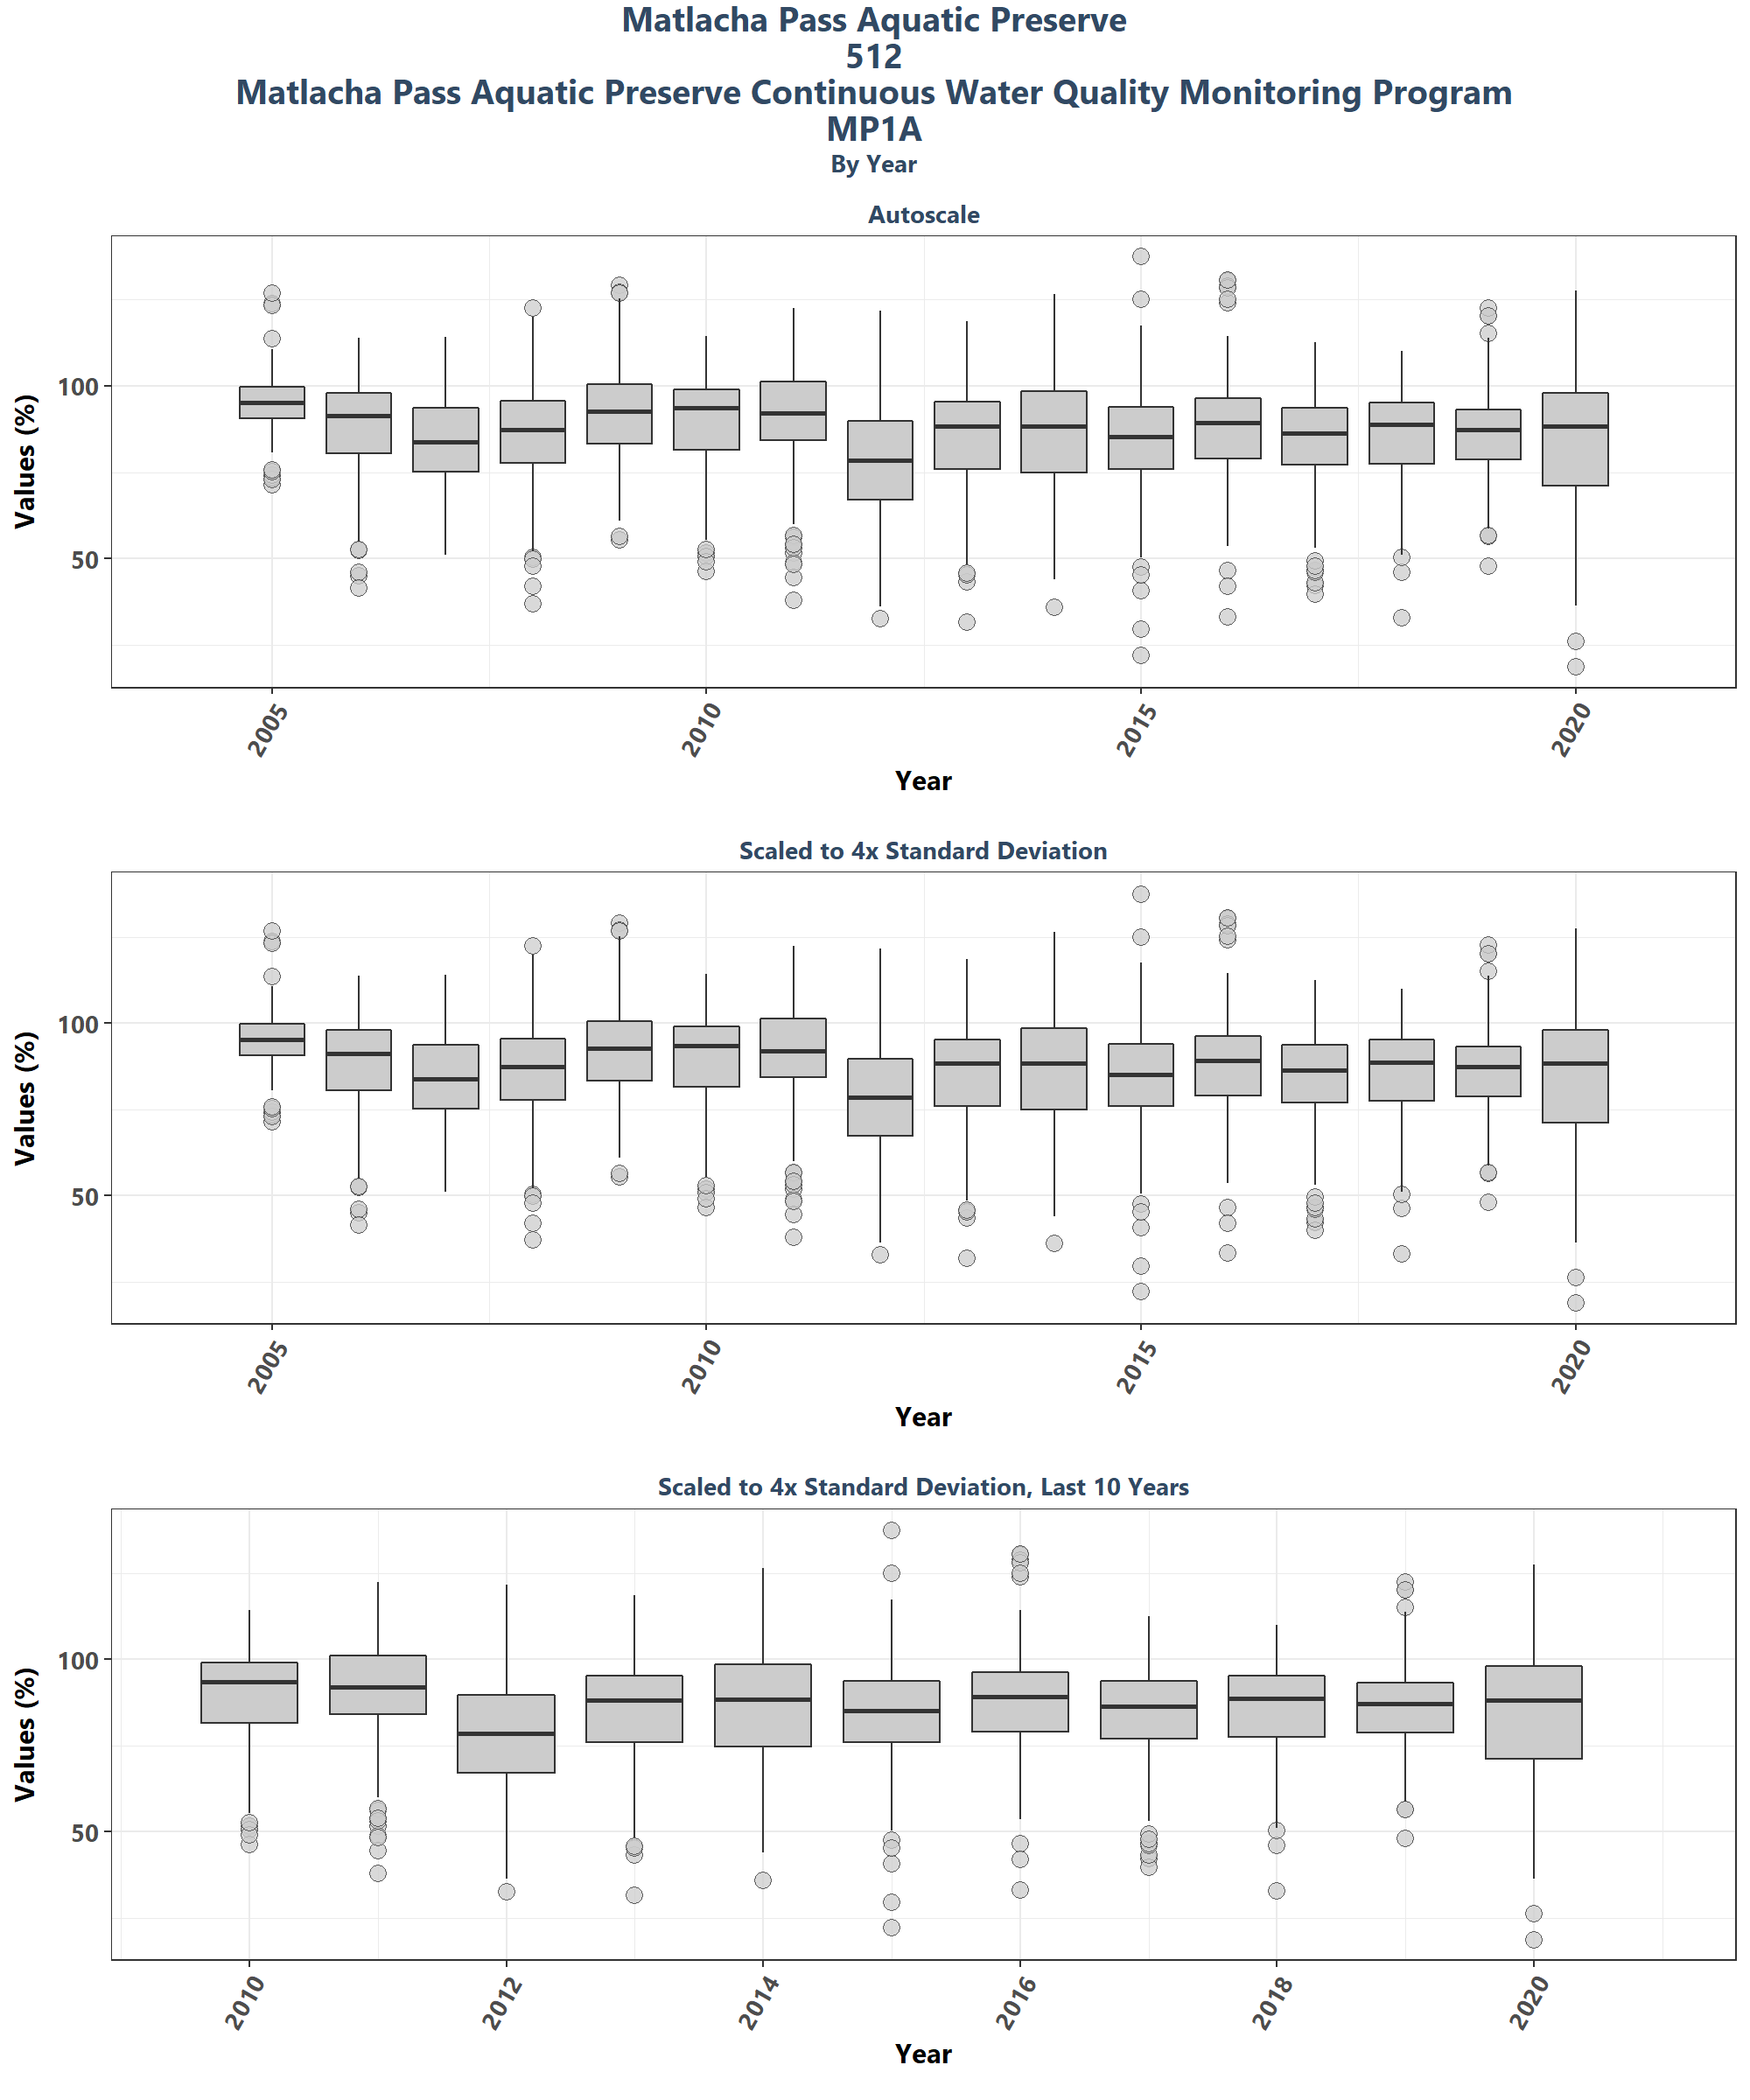 Matlacha Pass Aquatic Preserve
512
Matlacha Pass Aquatic Preserve Continuous Water Quality Monitoring Program
MP1A
By Year
Autoscale
Values (%)
100
50
2005 2010 2015 2020
Year
Scaled to 4x Standard Deviation
Values (%)
100
50
2005 2010 2015 2020
Year
Scaled to 4x Standard Deviation, Last 10 Years
Values (%)
100
50
2010 2012 2014 2016 2018 2020
Year